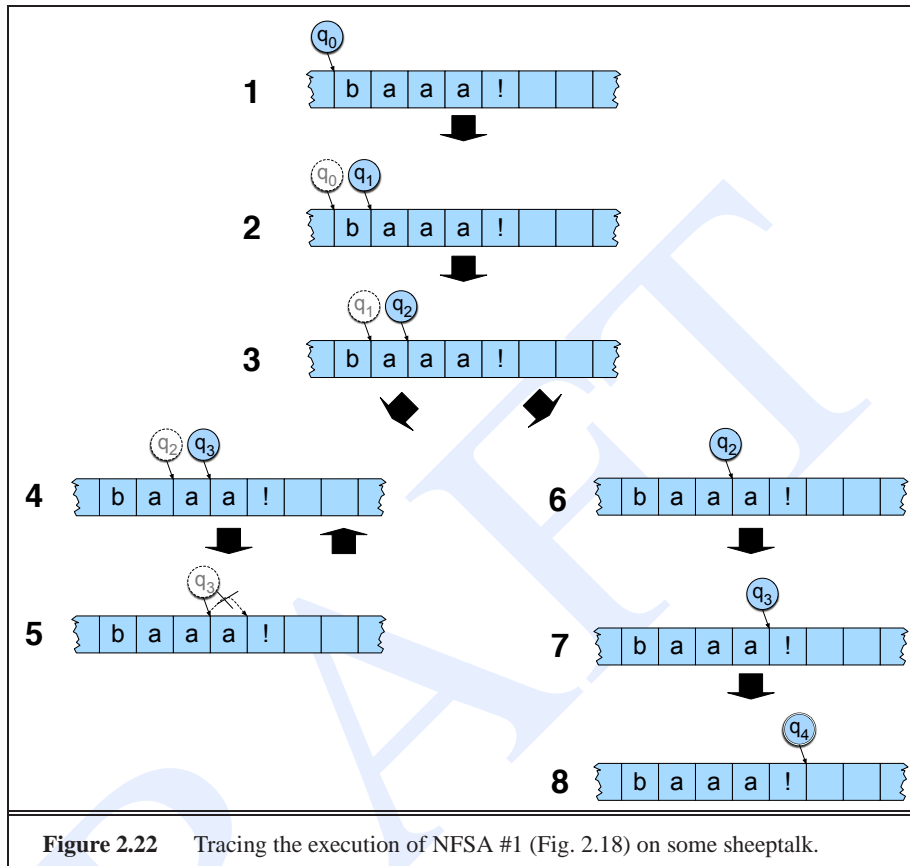 q0
1 b a a a !
q0 q1
2 b a a a !
q1 q2
3 b a a a !
q2 q3
4 b a a a !
q2
6 b a a a !
q3
5 b a a a !
q3
7 b a a a !
q4
8 b a a a !
DRAFT
Figure 2.22 Tracing the execution of NFSA #1 (Fig. 2.18) on some sheeptalk.